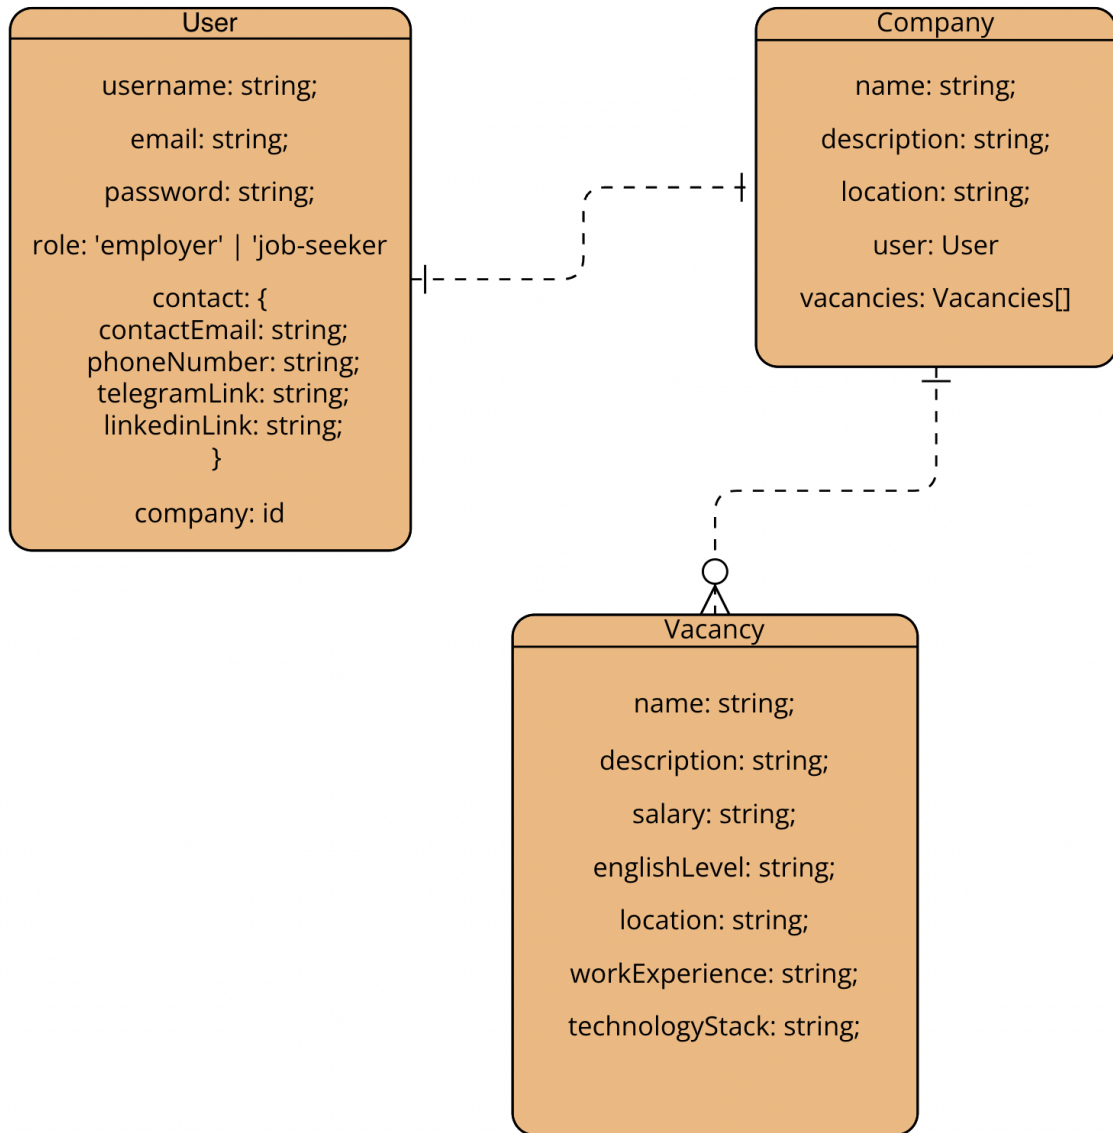 User
username: string;
email: string;
password: string;
role: 'employer' | 'job-seeker
contact: {
contactEmail: string;
phoneNumber: string;
telegramLink: string;
linkedinLink: string;
}
company: id
Company
name: string;
description: string;
location: string;
user: User
vacancies: Vacancies[]
Vacancy
name: string;
description: string;
salary: string;
englishLevel: string;
location: string;
workExperience: string;
technologyStack: string;